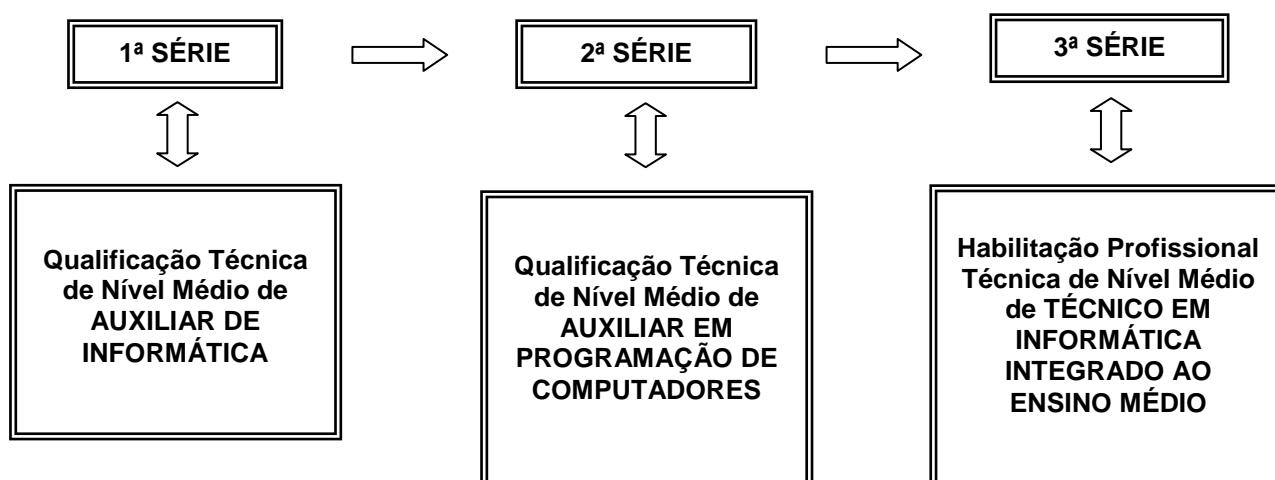 1ª SÉRIE
2ª SÉRIE
3ª SÉRIE
Qualificação Técnica
de Nível Médio de
AUXILIAR DE
INFORMÁTICA
Qualificação Técnica
de Nível Médio de
AUXILIAR EM
PROGRAMAÇÃO DE
COMPUTADORES
Habilitação Profissional
Técnica de Nível Médio
de TÉCNICO EM
INFORMÁTICA
INTEGRADO AO
ENSINO MÉDIO